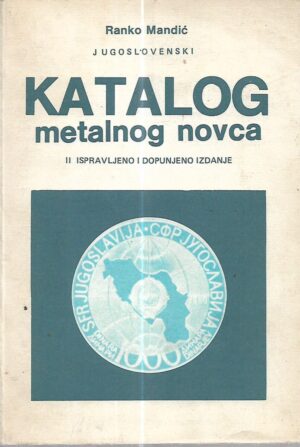 Ranko Mandić
JUGOSLOVENSKI
KATALOG
metalnog novca
II ISPRAVLJENO I DOPUNJENO IZDANJE
SFR JUGOSLAVIJA • СФР ЈУГОСЛАВИЈА
1000